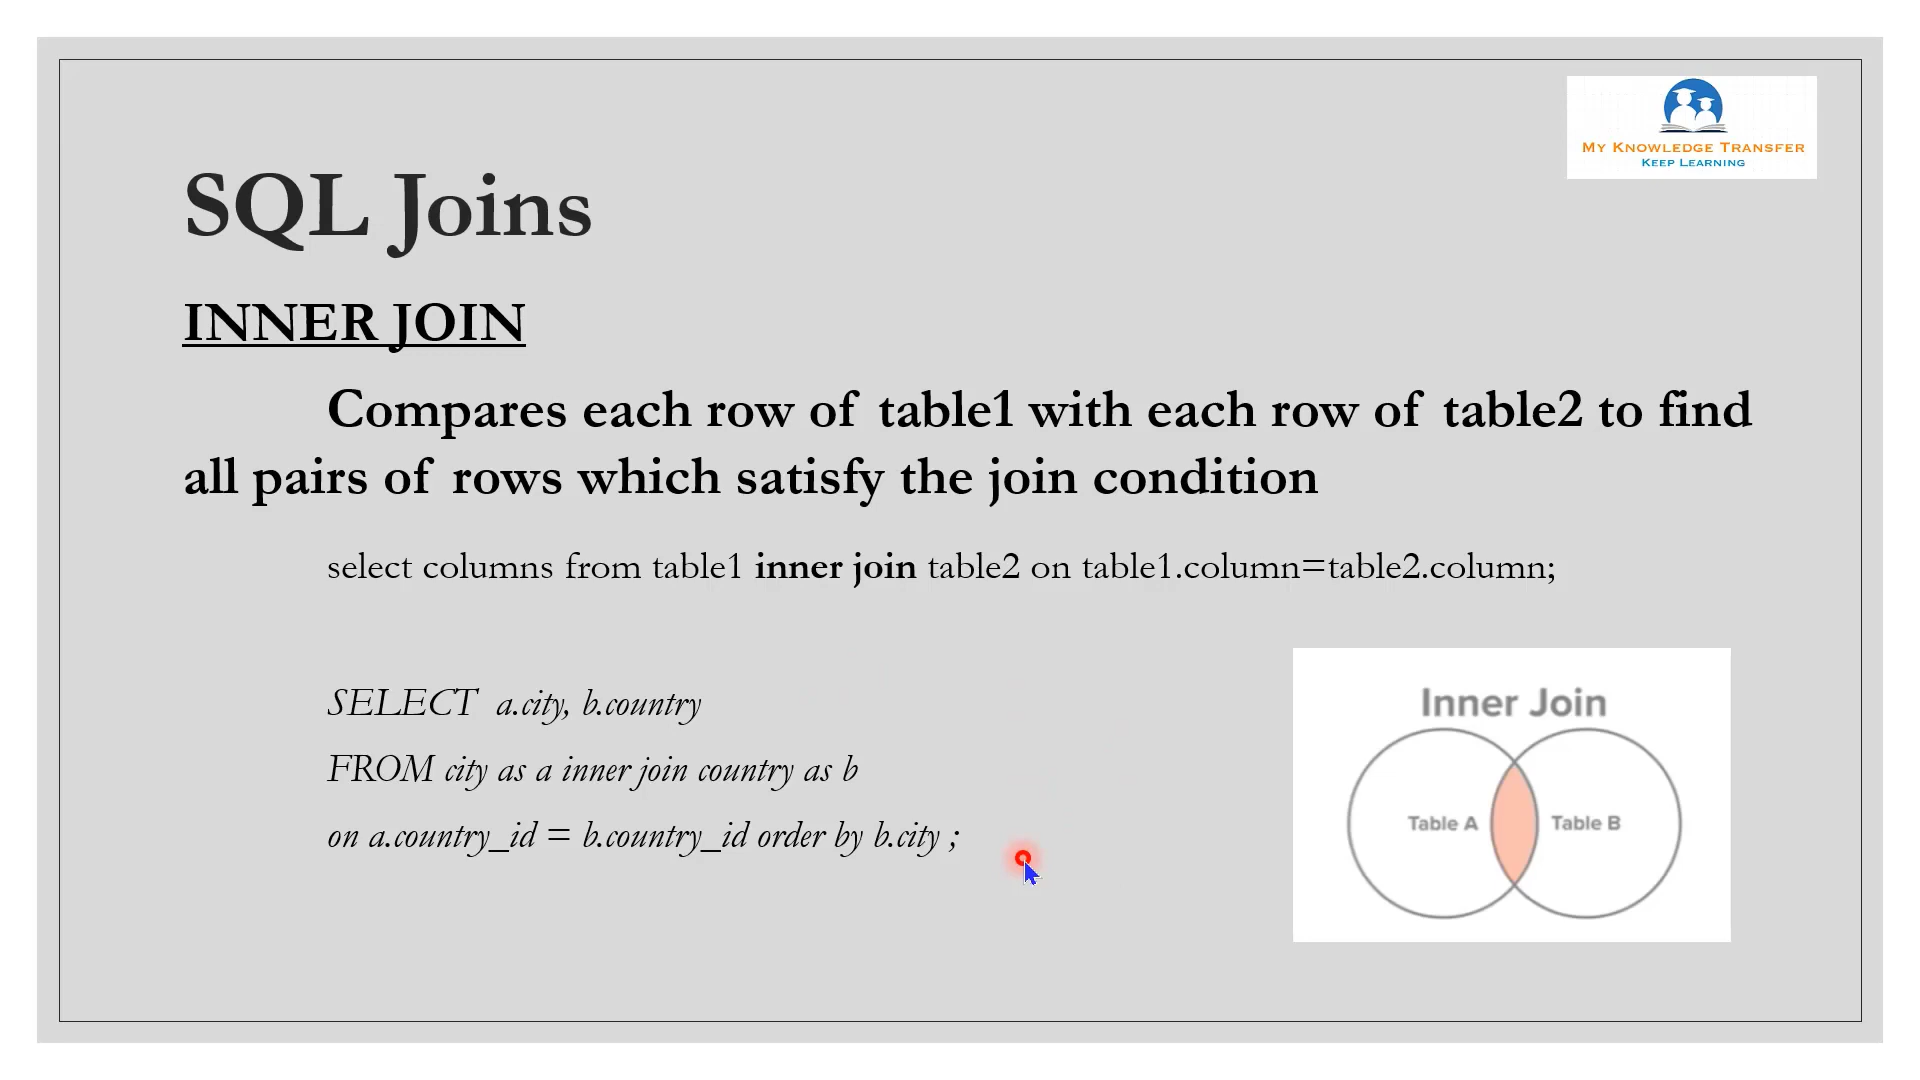 My Knowledge Transfer
Keep Learning
SQL Joins
INNER JOIN
Compares each row of table1 with each row of table2 to find
all pairs of rows which satisfy the join condition
select columns from table1 inner join table2 on table1.column=table2.column;
SELECT a.city, b.country
FROM city as a inner join country as b
on a.country_id = b.country_id order by b.city ;
Inner Join
Table A
Table B